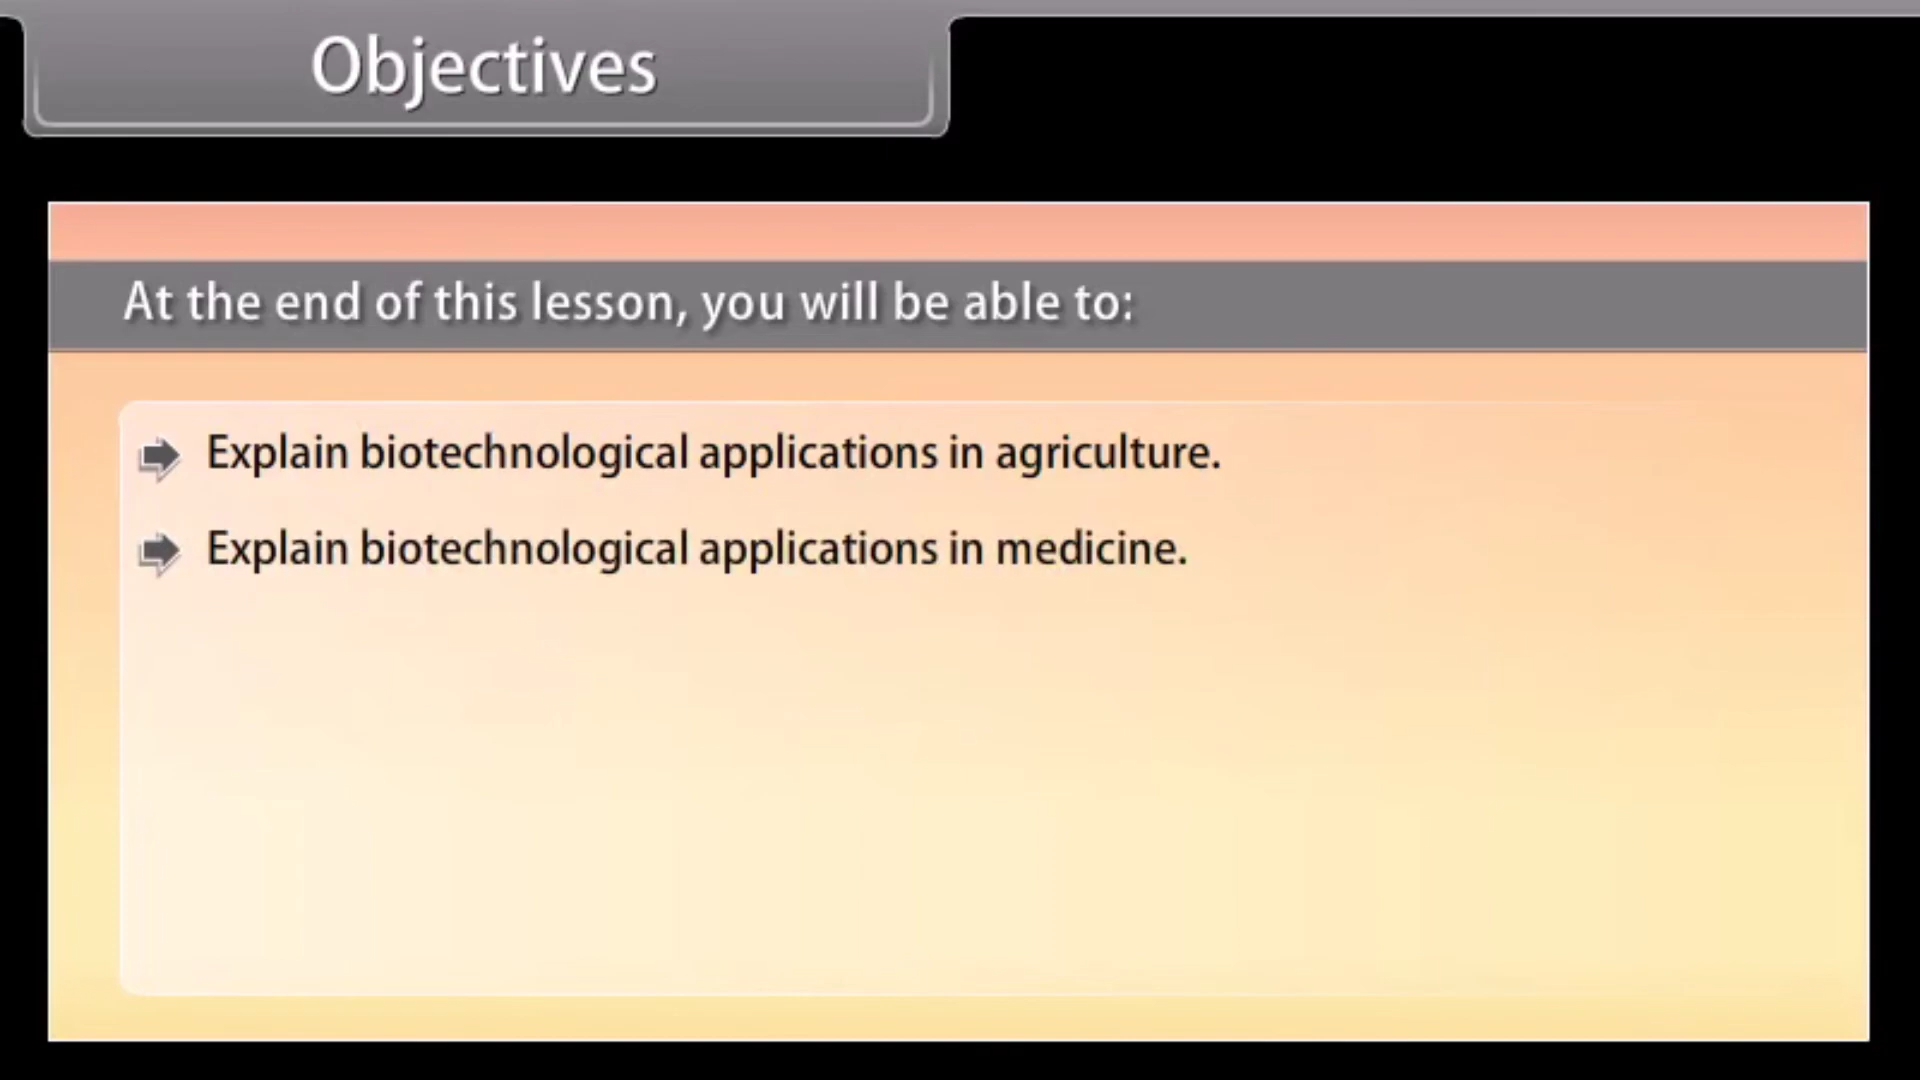 Objectives
At the end of this lesson, you will be able to:
Explain biotechnological applications in agriculture.
Explain biotechnological applications in medicine.